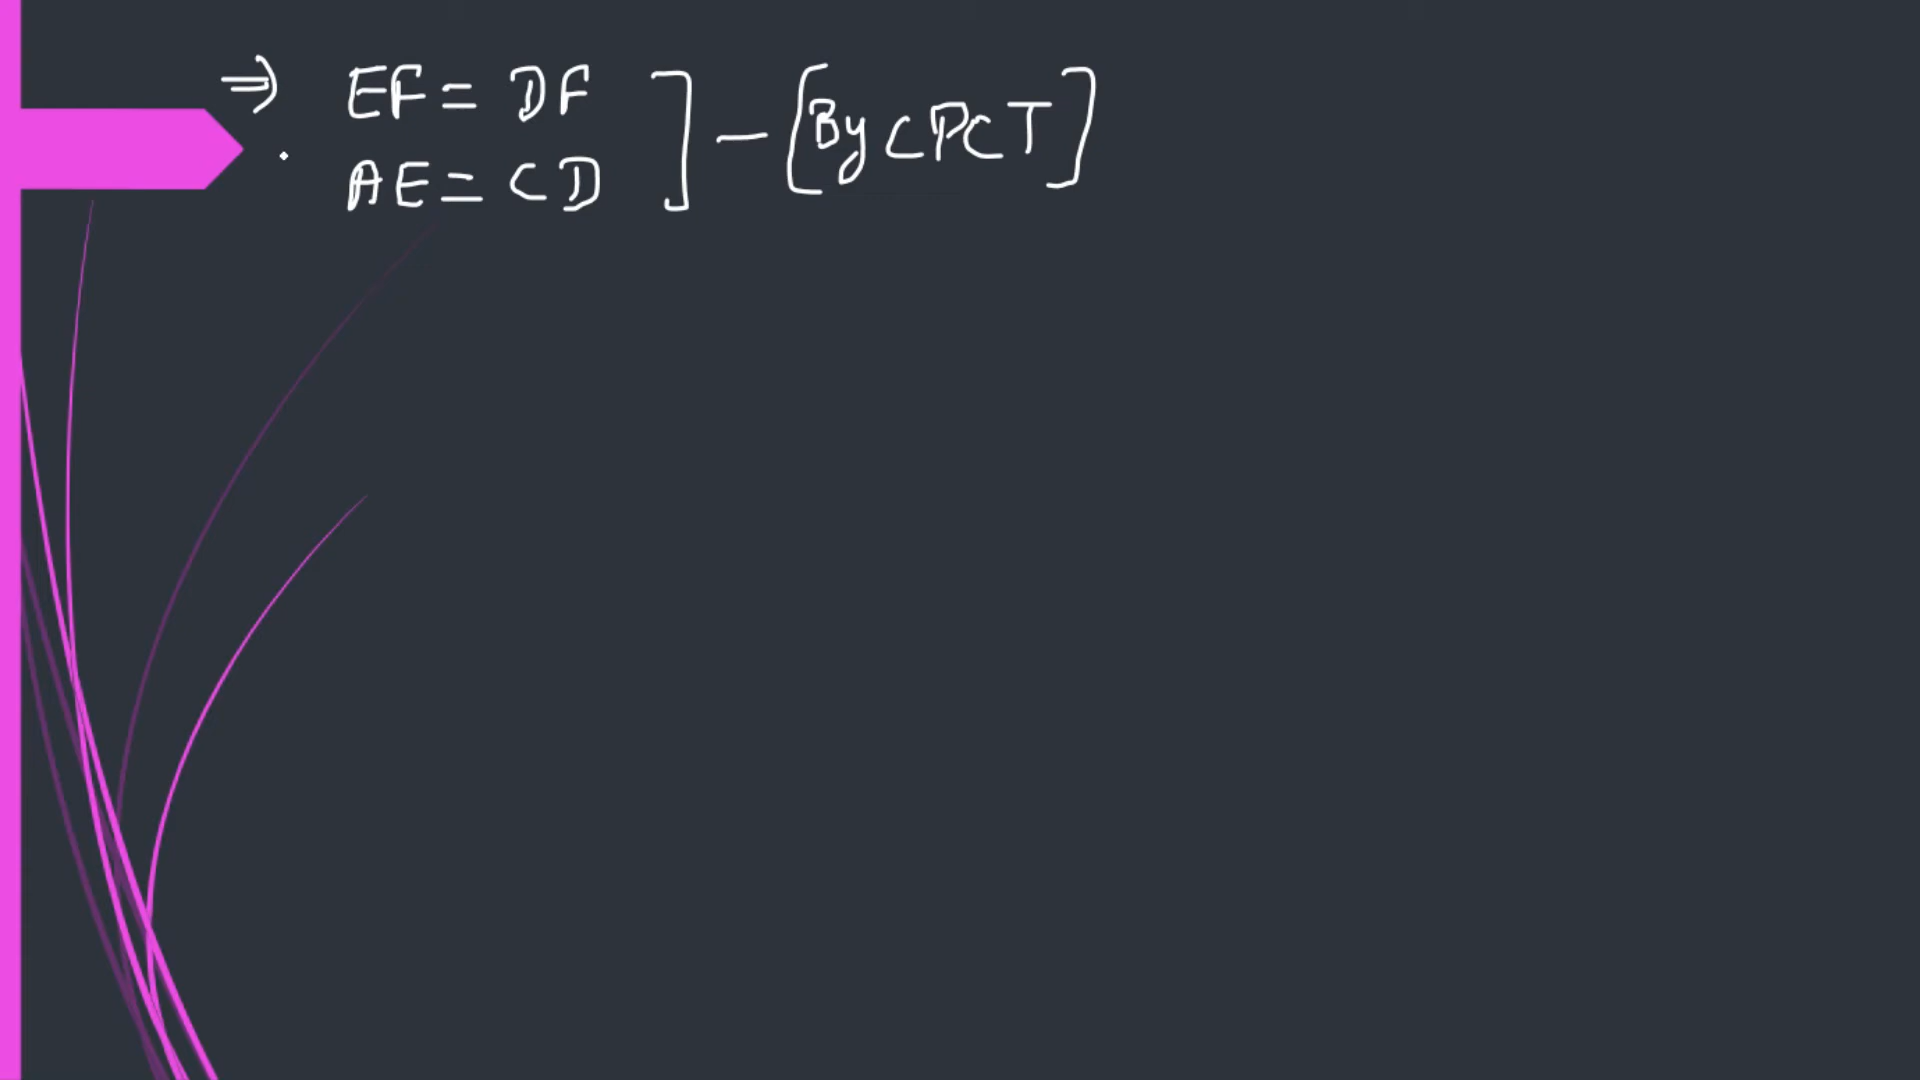 ⇒ EF = DF ] - [By CPCT]
AE = CD